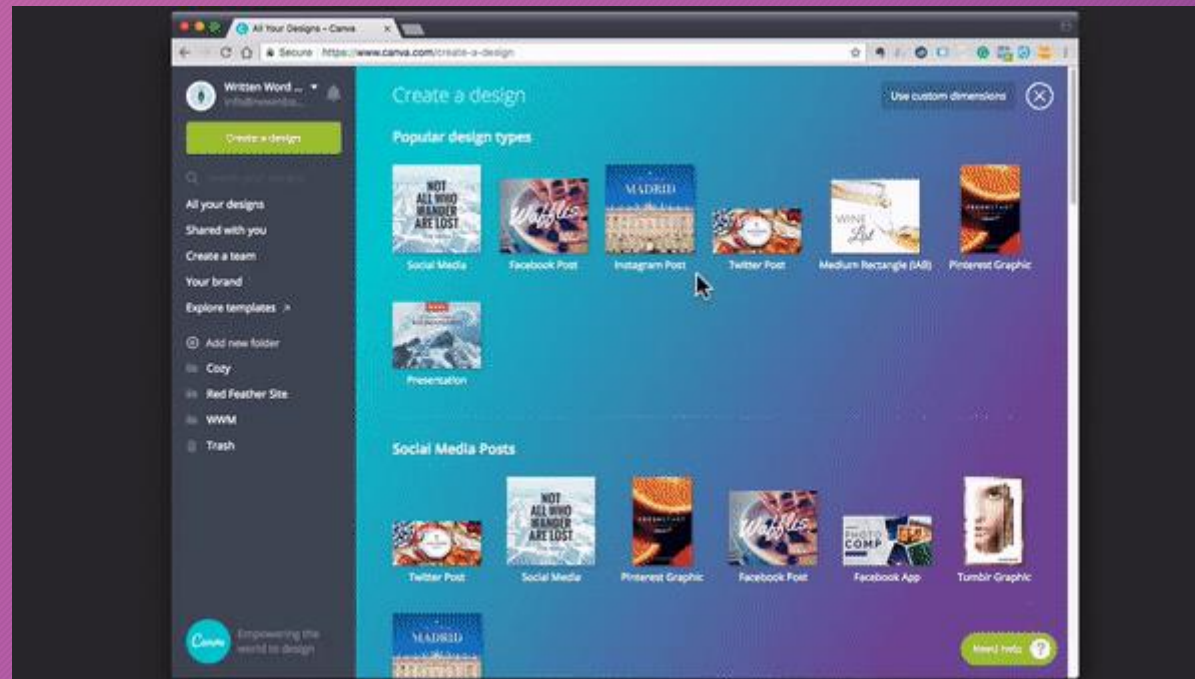 All Your Designs - Canva
Secure https://www.canva.com/create-a-design
Written Word ...
Create a design
All your designs
Shared with you
Create a team
Your brand
Explore templates
Add new folder
Cozy
Red Feather Site
WWM
Trash
Canva
Empowering the
world to design
Create a design
Use custom dimensions
Popular design types
NOT
ALL WHO
WANDER
ARE LOST
Social Media
Waffles
Facebook Post
MADRID
Instagram Post
Twitter Post
WINE
List
Medium Rectangle (IAB)
Pinterest Graphic
Presentation
Social Media Posts
Twitter Post
NOT
ALL WHO
WANDER
ARE LOST
Social Media
Pinterest Graphic
Waffles
Facebook Post
PHOTO
COMP
Facebook App
Tumblr Graphic
MADRID
Need help ?